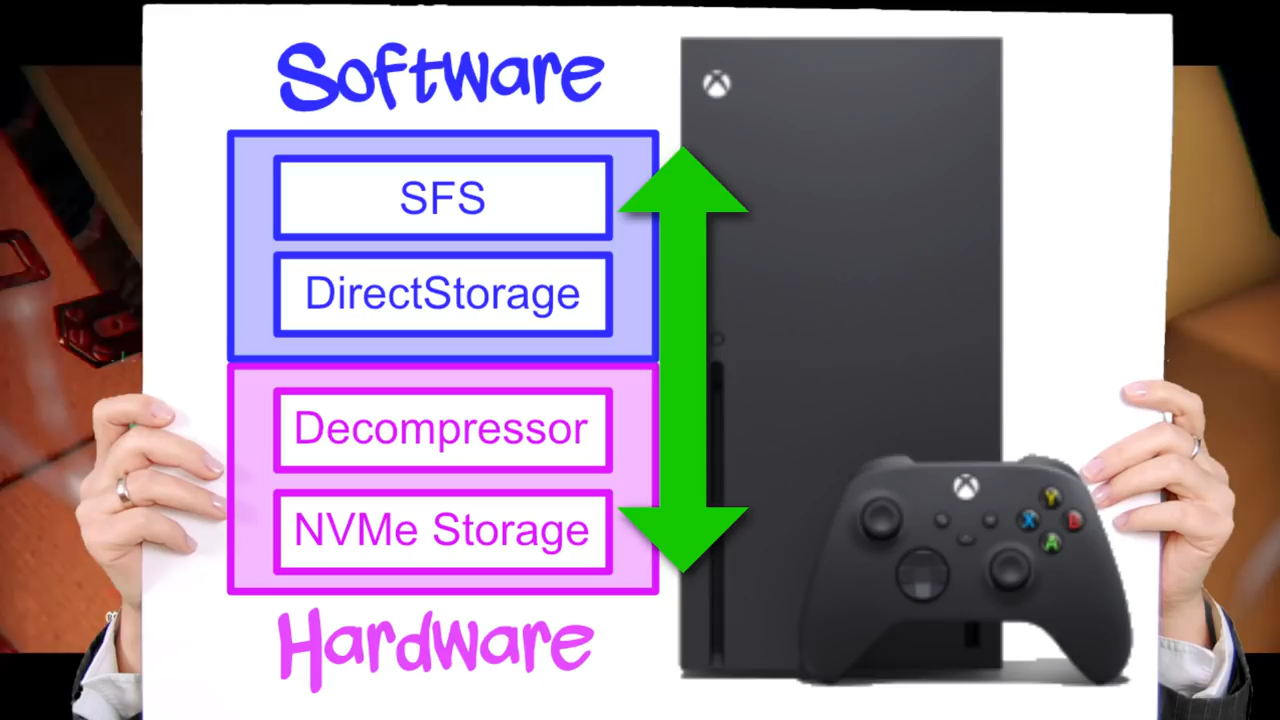 Software
SFS
DirectStorage
Decompressor
NVMe Storage
Hardware
Y
X
B
A